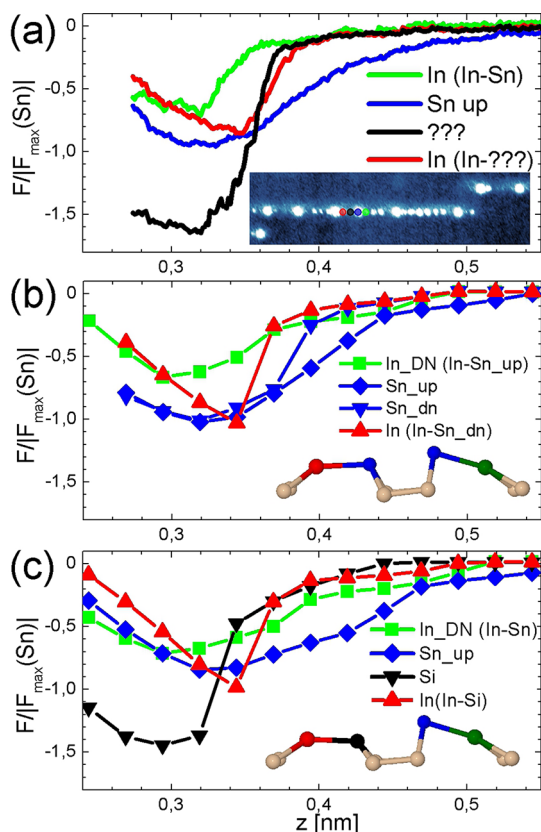 (a)
0
-0,5
-1,0
-1,5
F/|Fmax(Sn)|
In (In-Sn)
Sn up
???
In (In-???)
0,3
0,4
0,5
(b)
0
-0,5
-1,0
-1,5
F/|Fmax(Sn)|
In_DN (In-Sn_up)
Sn_up
Sn_dn
In (In-Sn_dn)
0,3
0,4
0,5
(c)
0
-0,5
-1,0
-1,5
F/|Fmax(Sn)|
In_DN (In-Sn)
Sn_up
Si
In(In-Si)
0,3
0,4
0,5
z [nm]